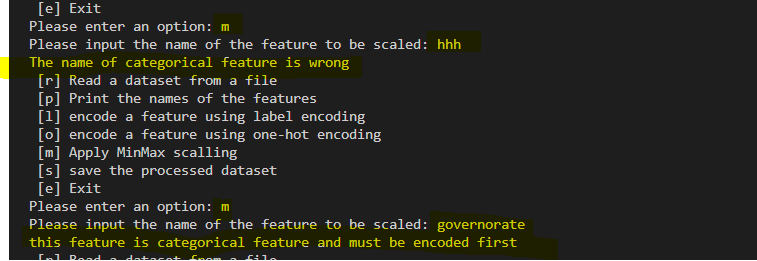 [e] Exit
Please enter an option: m
Please input the name of the feature to be scaled: hhh
The name of categorical feature is wrong
[r] Read a dataset from a file
[p] Print the names of the features
[l] encode a feature using label encoding
[o] encode a feature using one-hot encoding
[m] Apply MinMax scalling
[s] save the processed dataset
[e] Exit
Please enter an option: m
Please input the name of the feature to be scaled: governorate
this feature is categorical feature and must be encoded first
[r] Read a dataset from a file